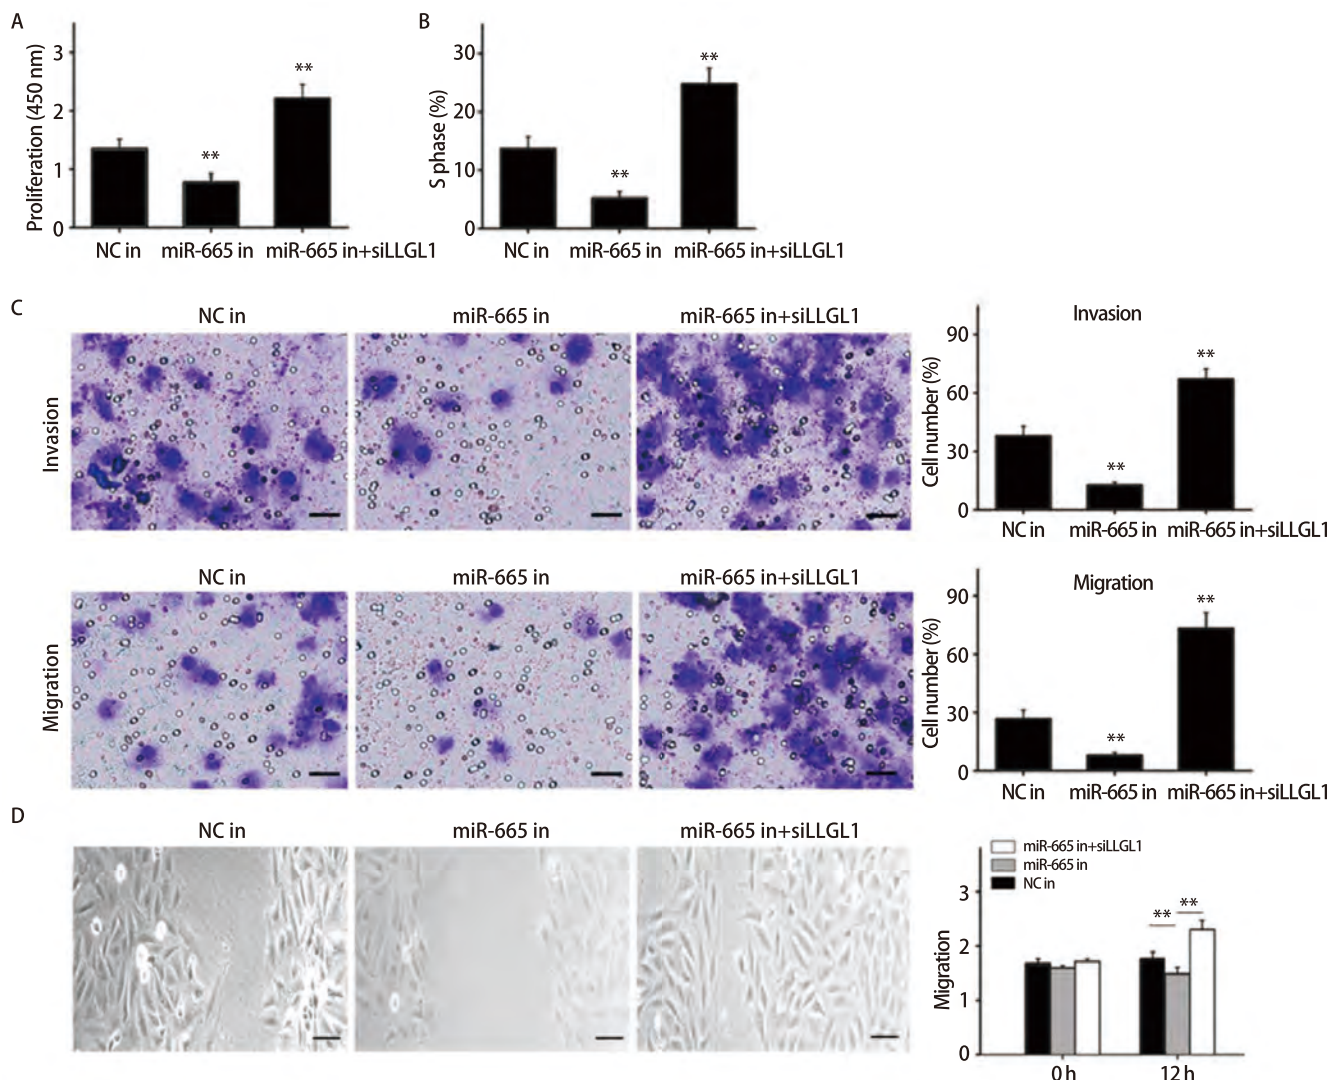 A
Proliferation (450 nm)
3
2
1
0
**
**
NC in
miR-665 in
miR-665 in+siLLGL1
B
S phase (%)
30
20
10
0
**
**
NC in
miR-665 in
miR-665 in+siLLGL1
C
NC in
miR-665 in
miR-665 in+siLLGL1
Invasion
Invasion
Cell number (%)
90
60
30
0
**
**
NC in
miR-665 in
miR-665 in+siLLGL1
NC in
miR-665 in
miR-665 in+siLLGL1
Migration
Migration
Cell number (%)
90
60
30
0
**
**
NC in
miR-665 in
miR-665 in+siLLGL1
D
NC in
miR-665 in
miR-665 in+siLLGL1
miR-665 in+siLLGL1
miR-665 in
NC in
Migration
3
2
1
0
**
**
0 h
12 h